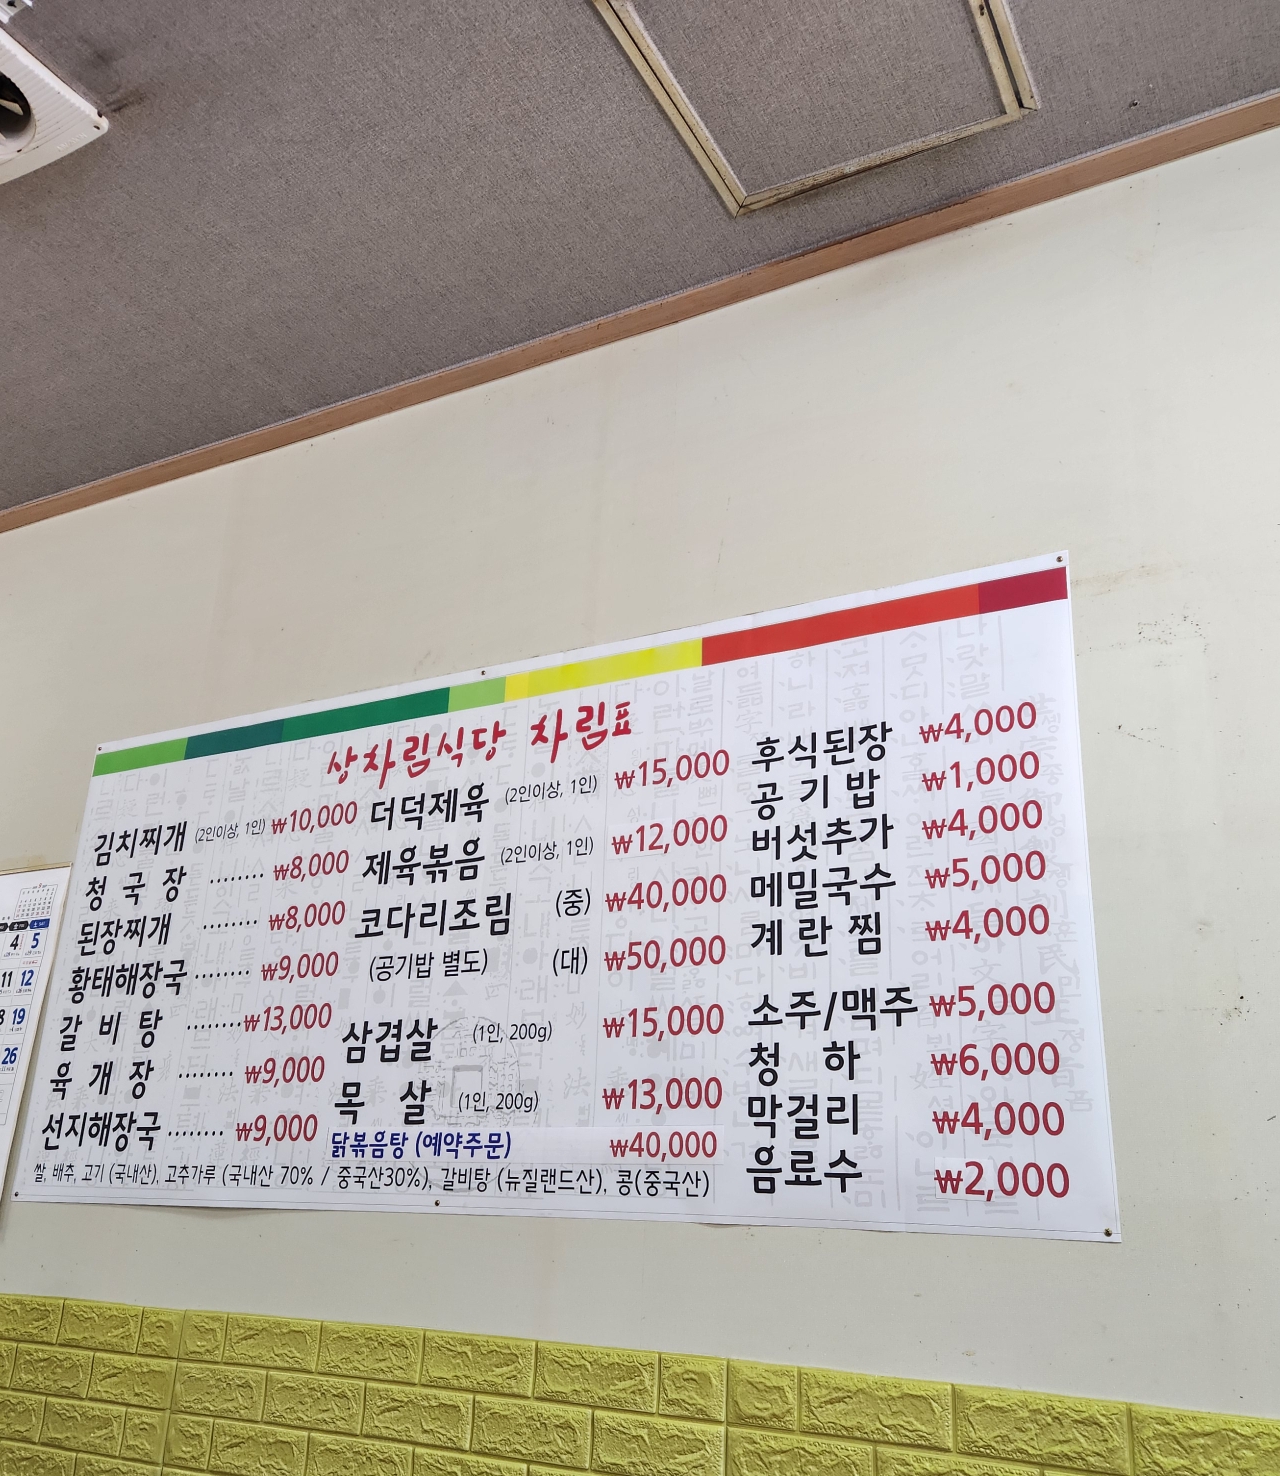 상차림식당 차림표
김치찌개 (2인이상, 1인) ₩10,000
청 국 장 ........ ₩8,000
된장찌개 ........ ₩8,000
황태해장국 ........ ₩9,000
갈 비 탕 ........ ₩13,000
육 개 장 ........ ₩9,000
선지해장국 ........ ₩9,000
더덕제육 (2인이상, 1인) ₩15,000
제육볶음 (2인이상, 1인) ₩12,000
코다리조림 (중) ₩40,000
(공기밥 별도) (대) ₩50,000
삼겹살 (1인, 200g) ₩15,000
목 살 (1인, 200g) ₩13,000
닭볶음탕 (예약주문) ₩40,000
쌀, 배추, 고기 (국내산), 고추가루 (국내산 70% / 중국산30%), 갈비탕 (뉴질랜드산), 콩(중국산)
후식된장 ₩4,000
공 기 밥 ₩1,000
버섯추가 ₩4,000
메밀국수 ₩5,000
계 란 찜 ₩4,000
소주/맥주 ₩5,000
청 하 ₩6,000
막걸리 ₩4,000
음료수 ₩2,000
4 5
11 12
19
26